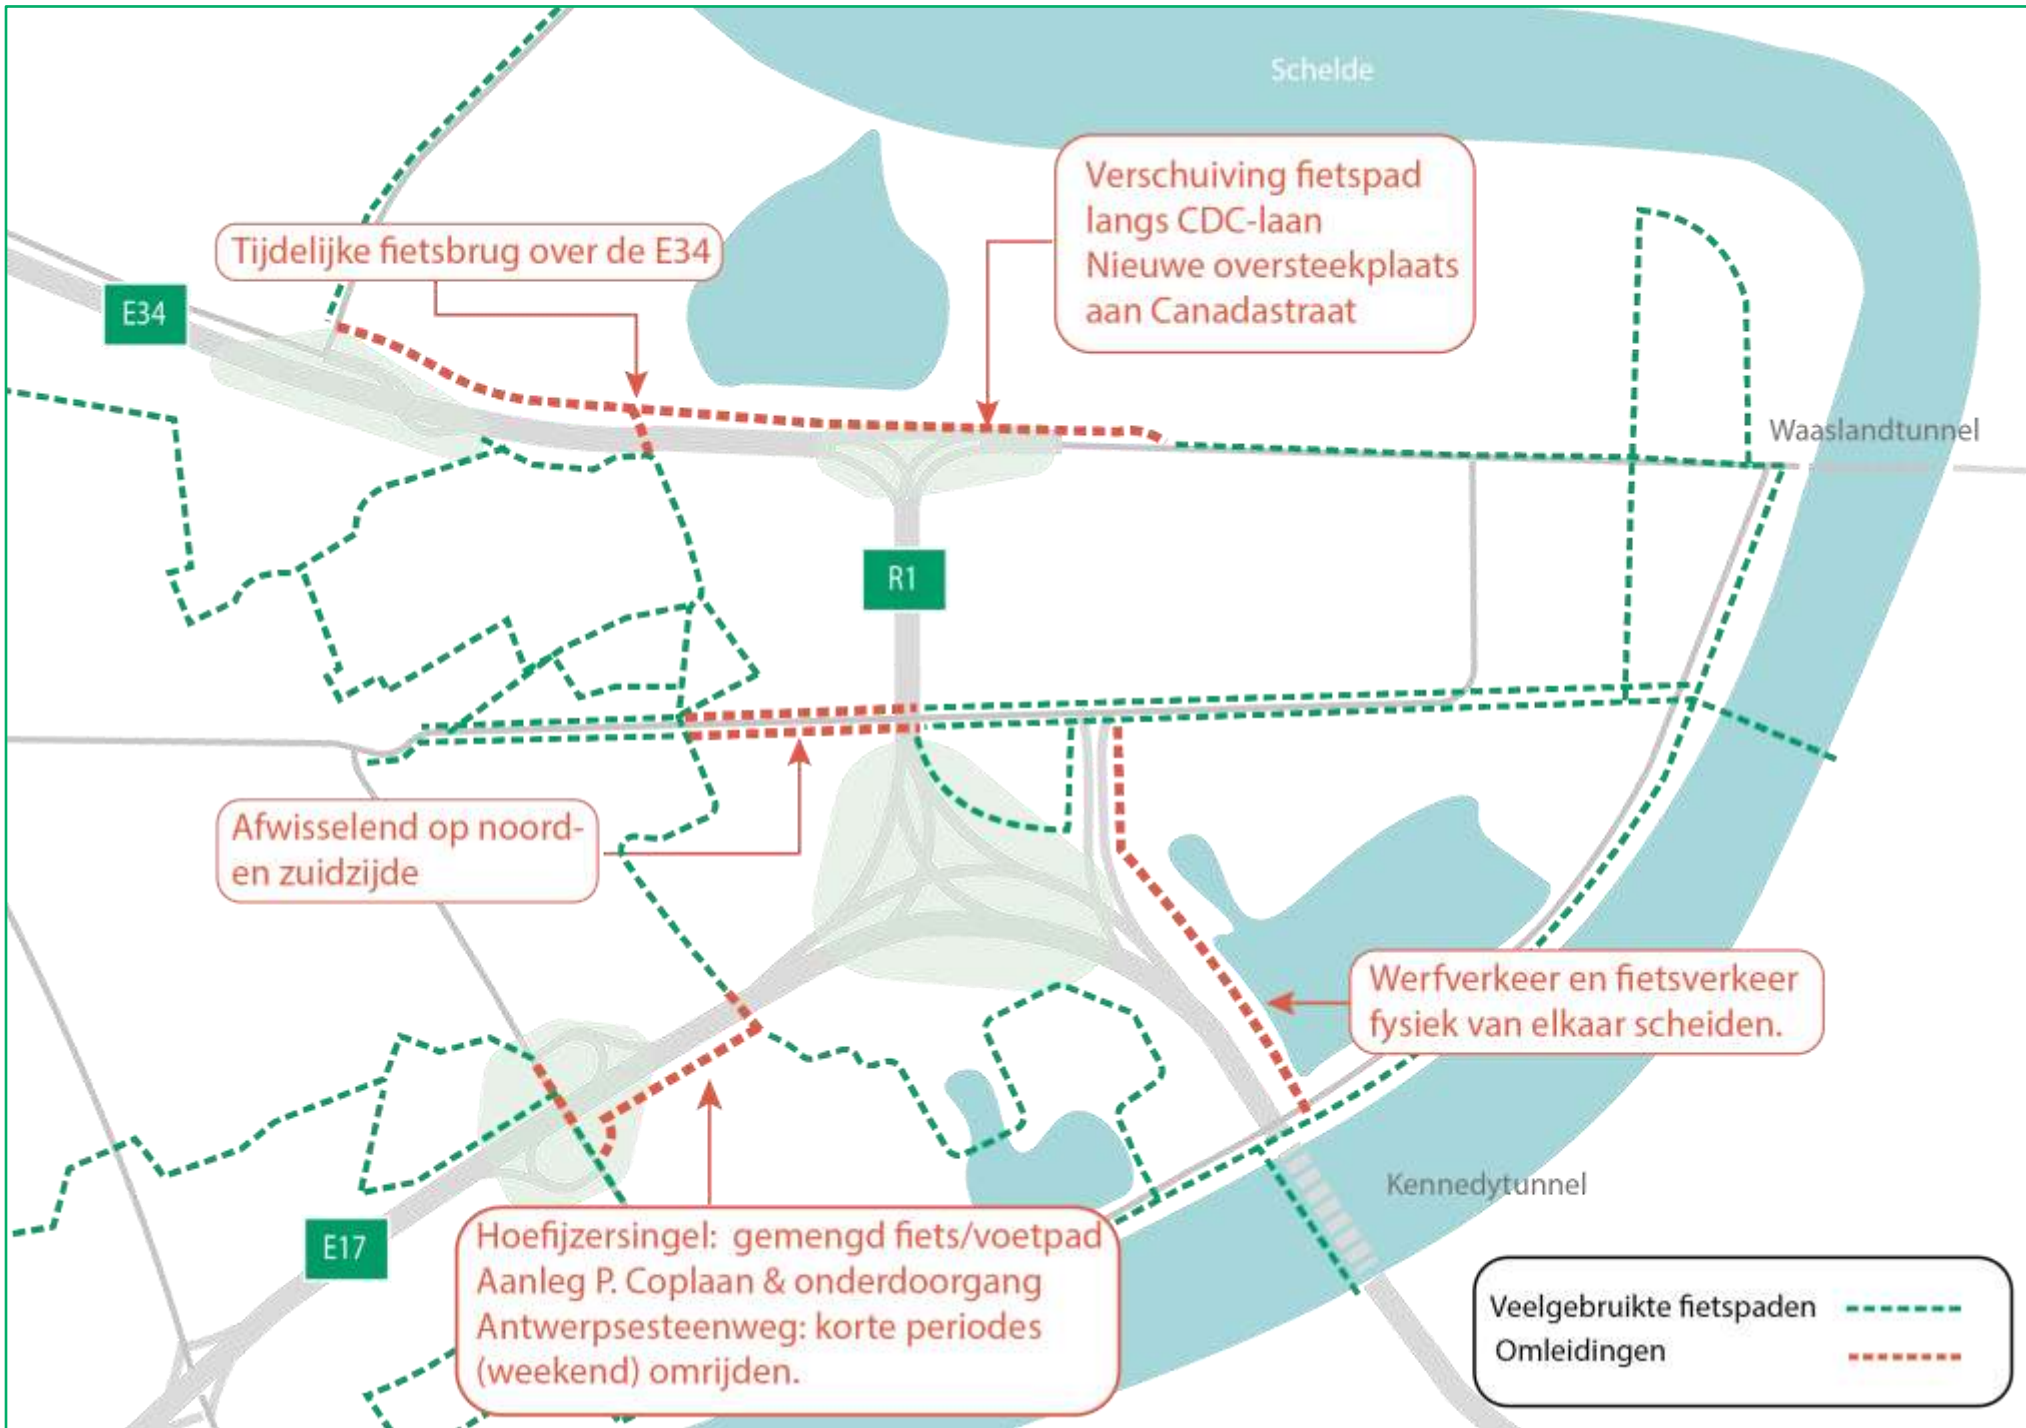 Schelde
Verschuiving fietspad
langs CDC-laan
Nieuwe oversteekplaats
aan Canadastraat
Tijdelijke fietsbrug over de E34
E34
Waaslandtunnel
R1
Afwisselend op noord-
en zuidzijde
Werfverkeer en fietsverkeer
fysiek van elkaar scheiden.
Kennedytunnel
E17
Hoefijzersingel: gemengd fiets/voetpad
Aanleg P. Coplaan & onderdoorgang
Antwerpsesteenweg: korte periodes
(weekend) omrijden.
Veelgebruikte fietspaden
Omleidingen